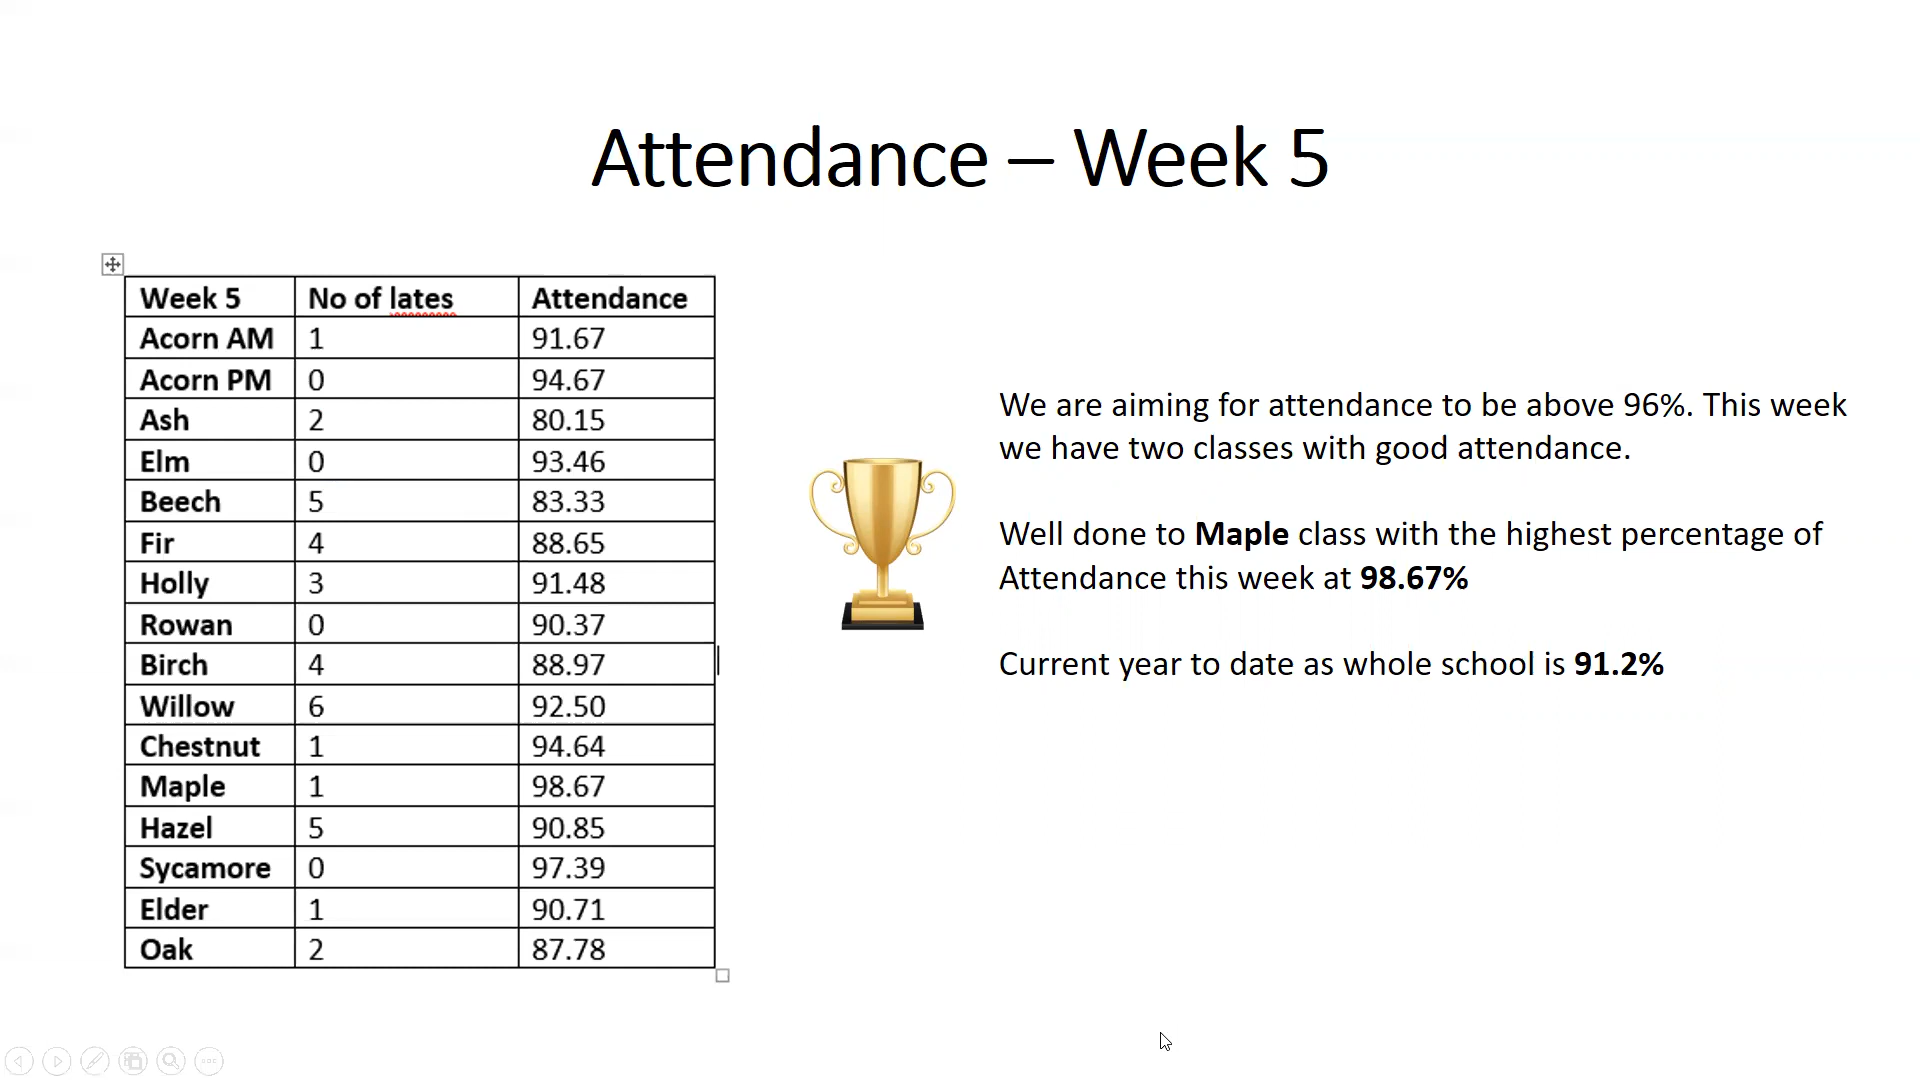 Attendance – Week 5
Week 5 No of lates Attendance
Acorn AM 1 91.67
Acorn PM 0 94.67
Ash 2 80.15
Elm 0 93.46
Beech 5 83.33
Fir 4 88.65
Holly 3 91.48
Rowan 0 90.37
Birch 4 88.97
Willow 6 92.50
Chestnut 1 94.64
Maple 1 98.67
Hazel 5 90.85
Sycamore 0 97.39
Elder 1 90.71
Oak 2 87.78
We are aiming for attendance to be above 96%. This week
we have two classes with good attendance.
Well done to Maple class with the highest percentage of
Attendance this week at 98.67%
Current year to date as whole school is 91.2%